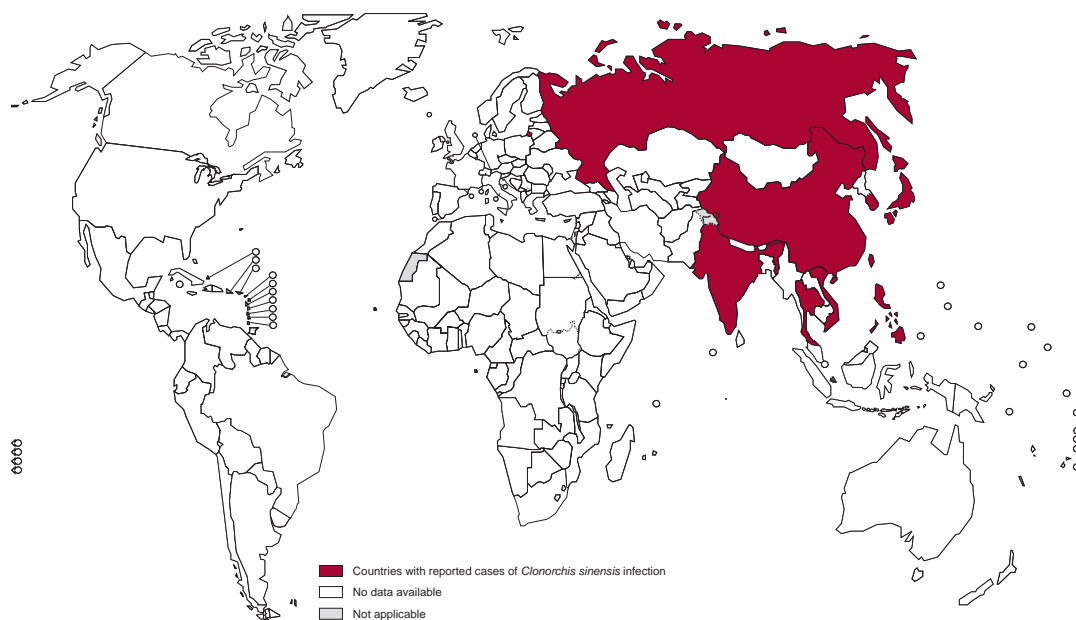 Countries with reported cases of Clonorchis sinensis infection
No data available
Not applicable